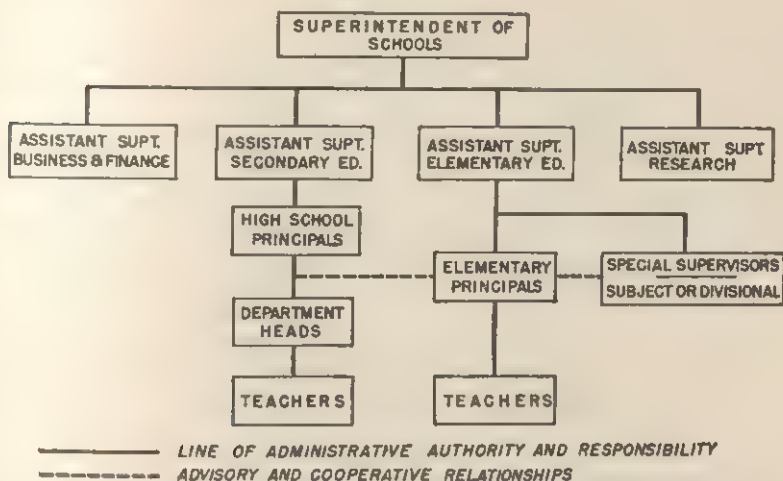 SUPERINTENDENT OF
SCHOOLS
ASSISTANT SUPT.
BUSINESS & FINANCE
ASSISTANT SUPT.
SECONDARY ED.
ASSISTANT SUPT.
ELEMENTARY ED.
ASSISTANT SUPT
RESEARCH
HIGH SCHOOL
PRINCIPALS
ELEMENTARY
PRINCIPALS
SPECIAL SUPERVISORS
SUBJECT OR DIVISIONAL
DEPARTMENT
HEADS
TEACHERS
TEACHERS
LINE OF ADMINISTRATIVE AUTHORITY AND RESPONSIBILITY
ADVISORY AND COOPERATIVE RELATIONSHIPS